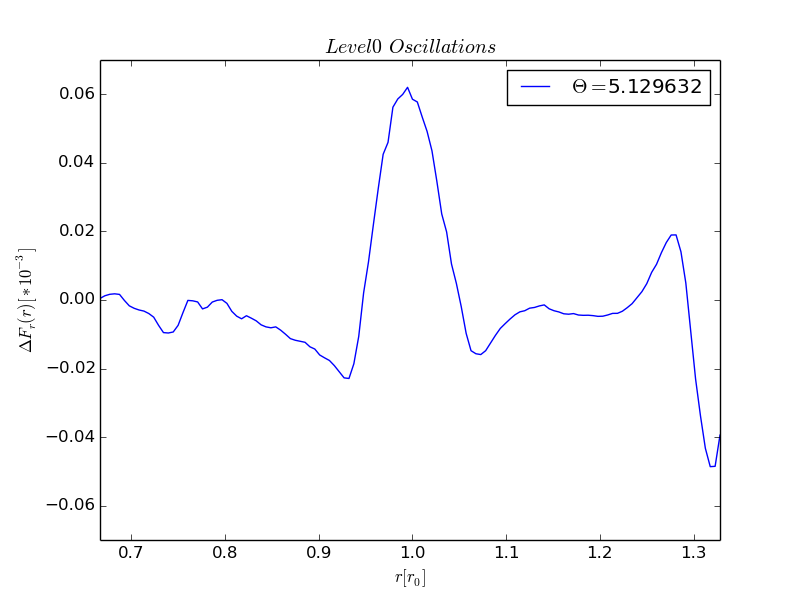 Level0 Oscillations
Θ =5.129632
0.06
0.04
0.02
0.00
−0.02
−0.04
−0.06
ΔF_r(r)[*10^{-3}]
0.7 0.8 0.9 1.0 1.1 1.2 1.3
r[r_0]